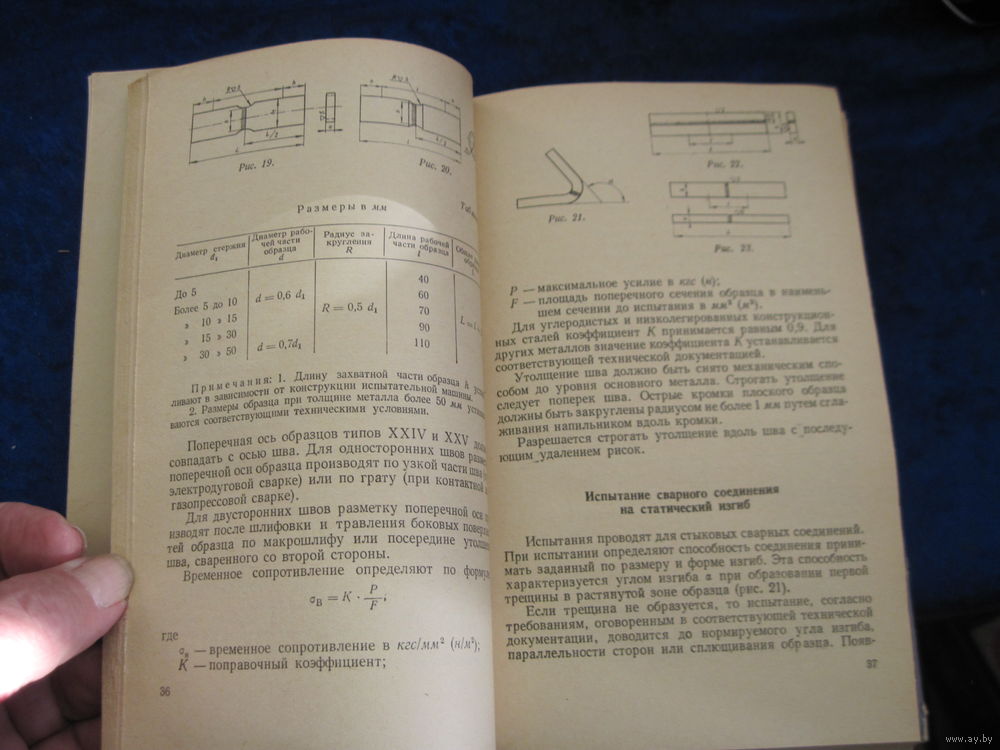 Рис. 19.
Рис. 20.
Размеры в мм
Диаметр стержня d₁
Диаметр рабочей части образца d
Радиус закругления R
Длина рабочей части образца l
До 5
Более 5 до 10
» 10 » 15
» 15 » 30
» 30 » 50
d = 0,6 d₁
d = 0,7d₁
R = 0,5 d₁
40
60
70
90
110
Примечания: 1. Длину захватной части образца h
ливают в зависимости от конструкции испытательной машины.
2. Размеры образца при толщине металла более 50 мм
ваются соответствующими техническими условиями.
Поперечная ось образцов типов XXIV и XXV
совпадать с осью шва. Для односторонних швов
поперечной оси образца производят по узкой части шва
электродуговой сварке) или по грату (при контактной
газопрессовой сварке).
Для двусторонних швов разметку поперечной оси
изводят после шлифовки и травления боковых
тей образца по макрошлифу или посередине
шва, сваренного со второй стороны.
Временное сопротивление определяют по
σв = K · P/F;
где
σв — временное сопротивление в кгс/мм² (н/м²);
K — поправочный коэффициент;
36
Рис. 21.
Рис. 22.
Рис. 23.
P — максимальное усилие в кгс (н);
F — площадь поперечного сечения образца в наимень-
шем сечении до испытания в мм² (м²).
Для углеродистых и низколегированных конструкцион-
ных сталей коэффициент K принимается равным 0,9. Для
других металлов значение коэффициента K устанавливается
соответствующей технической документацией.
Утолщение шва должно быть снято механическим спо-
собом до уровня основного металла. Строгать утолщение
следует поперек шва. Острые кромки плоского образца
должны быть закруглены радиусом не более 1 мм путем сгла-
живания напильником вдоль кромки.
Разрешается строгать утолщение вдоль шва с последу-
ющим удалением рисок.
Испытание сварного соединения
на статический изгиб
Испытания проводят для стыковых сварных соединений.
При испытании определяют способность соединения прини-
мать заданный по размеру и форме изгиб. Эта способность
характеризуется углом изгиба α при образовании первой
трещины в растянутой зоне образца (рис. 21).
Если трещина не образуется, то испытание, согласно
требованиям, оговоренным в соответствующей технической
документации, доводится до нормируемого угла изгиба,
параллельности сторон или сплющивания образца. Появ-
37
www.ay.by